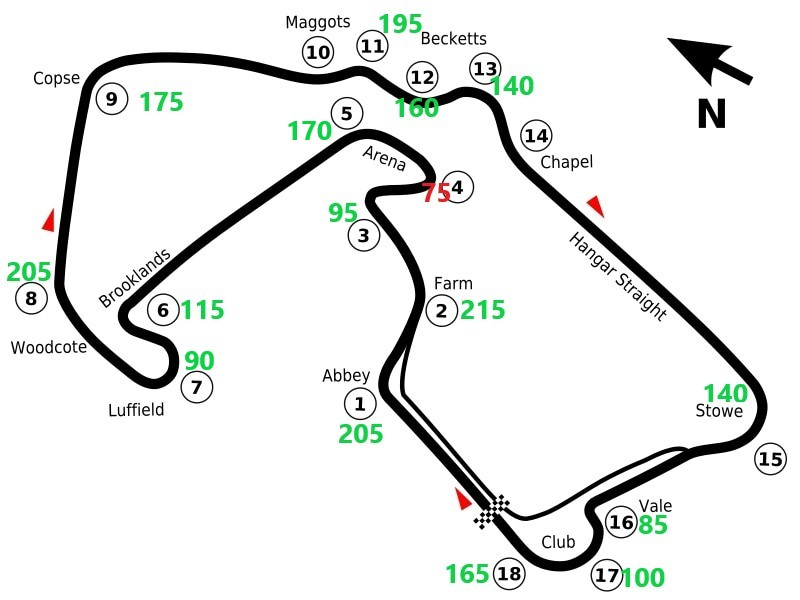 Maggots
195
10
11
Becketts
12
13
140
Copse
9
175
5
160
170
14
Arena
Chapel
75
4
95
3
N
Hangar Straight
Brooklands
205
8
Farm
6
115
2
215
Woodcote
90
7
Abbey
1
205
Luffield
140
Stowe
15
Vale
16
85
Club
165
18
17
100